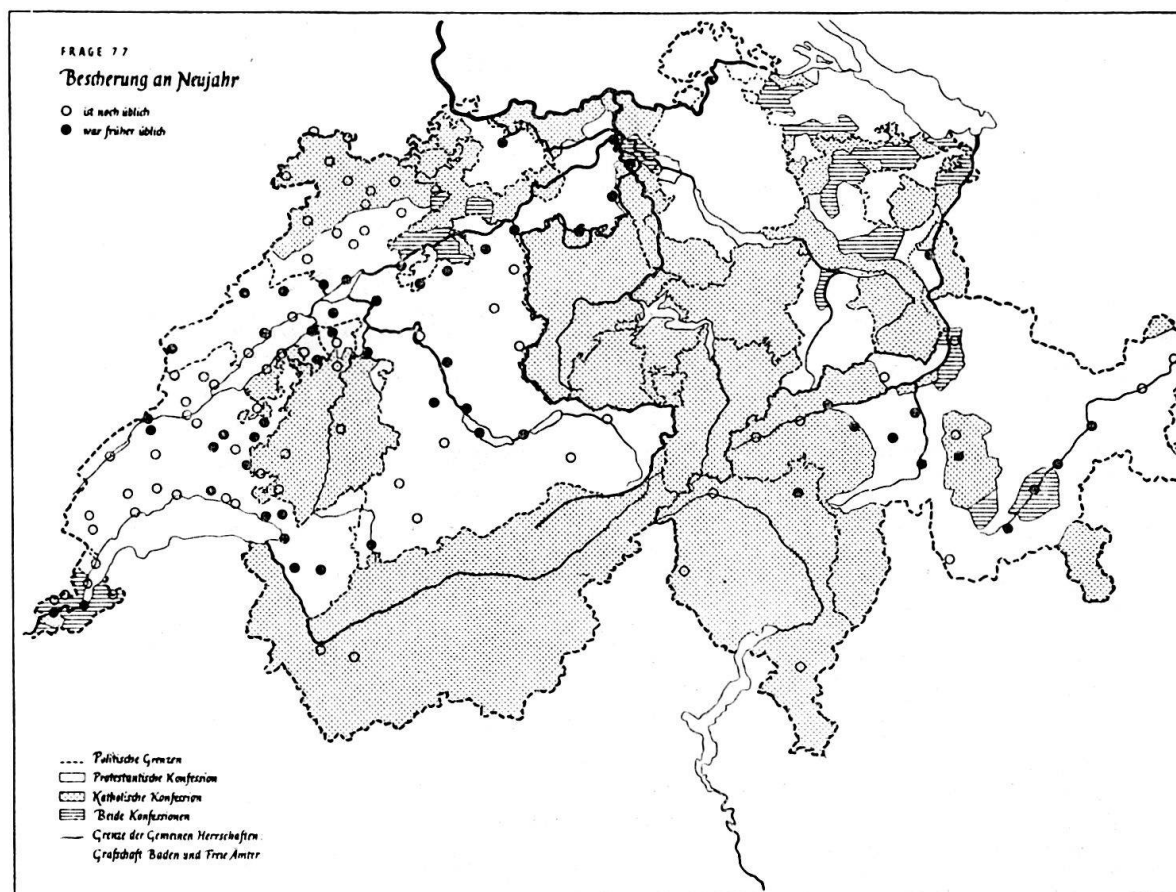 FRAGE 77
Bescherung an Neujahr
ist noch üblich
war früher üblich
Politische Grenzen
Protestantische Konfession
Katholische Konfession
Beide Konfessionen
Grenze der Gemeinen Herrschaften
Grafschaft Baden und Freie Ämter